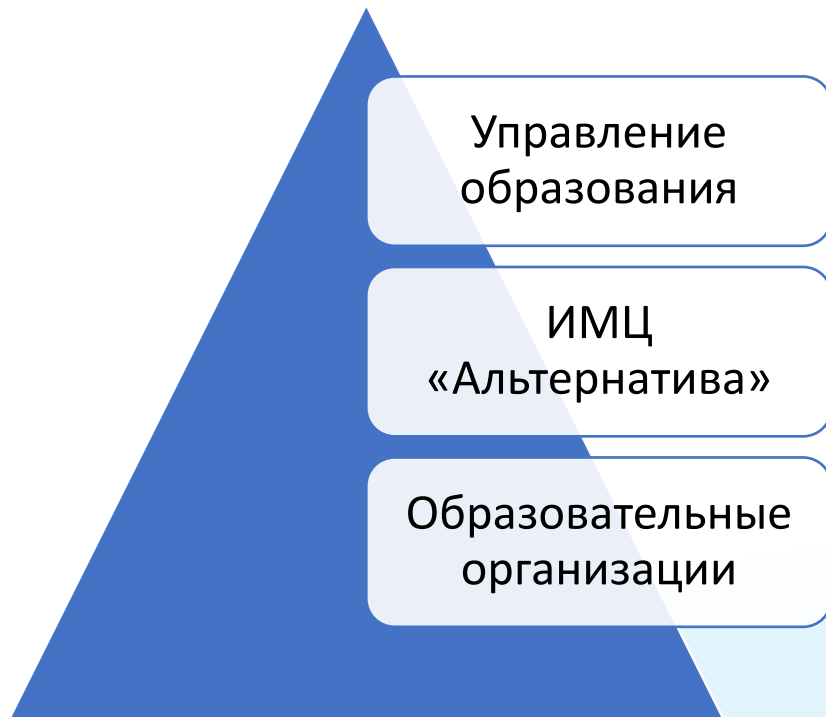 Управление
образования
ИМЦ
«Альтернатива»
Образовательные
организации